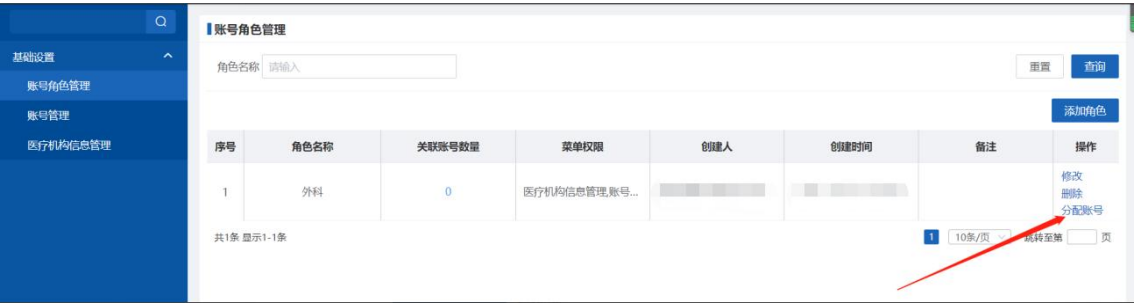 账号角色管理
基础设置
角色名称 请输入 重置 查询
账号角色管理
账号管理
添加角色
医疗机构信息管理
序号 角色名称 关联账号数量 菜单权限 创建人 创建时间 备注 操作
1 外科 0 医疗机构信息管理,账号...
修改
删除
分配账号
共1条 显示1-1条 1 10条/页 跳转至第 页